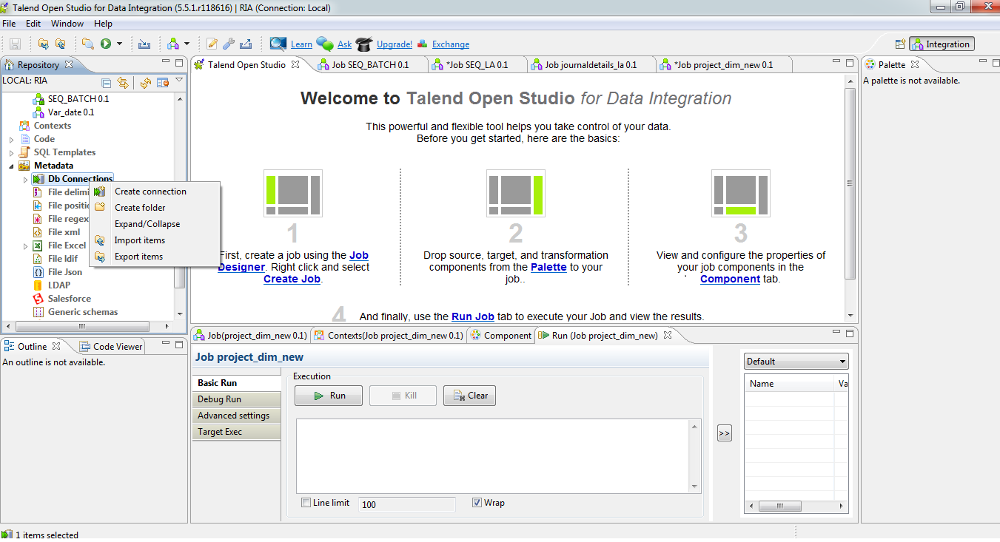 Talend Open Studio for Data Integration (5.5.1.r118616) | RIA (Connection: Local)
File Edit Window Help
Learn Ask Upgrade! Exchange Integration
Repository
LOCAL: RIA
SEQ_BATCH 0.1
Var_date 0.1
Contexts
Code
SQL Templates
Metadata
Db Connections
File delimi
File positio
File regex
File xml
File Excel
File ldif
File Json
LDAP
Salesforce
Generic schemas
Create connection
Create folder
Expand/Collapse
Import items
Export items
Talend Open Studio Job SEQ_BATCH 0.1 *Job SEQ_LA 0.1 Job journaldetails_la 0.1 *Job project_dim_new 0.1
Welcome to Talend Open Studio for Data Integration
This powerful and flexible tool helps you take control of your data.
Before you get started, here are the basics:
1
First, create a job using the Job
Designer. Right click and select
Create Job.
2
Drop source, target, and transformation
components from the Palette to your
job..
3
View and configure the properties of
your job components in the
Component tab.
4 And finally, use the Run Job tab to execute your Job and view the results.
Palette
A palette is not available.
Outline Code Viewer
An outline is not available.
Job(project_dim_new 0.1) Contexts(Job project_dim_new 0.1) Component Run (Job project_dim_new)
Job project_dim_new
Basic Run
Debug Run
Advanced settings
Target Exec
Execution
Run Kill Clear
Line limit 100 Wrap
>>
Default
Name Va
1 items selected